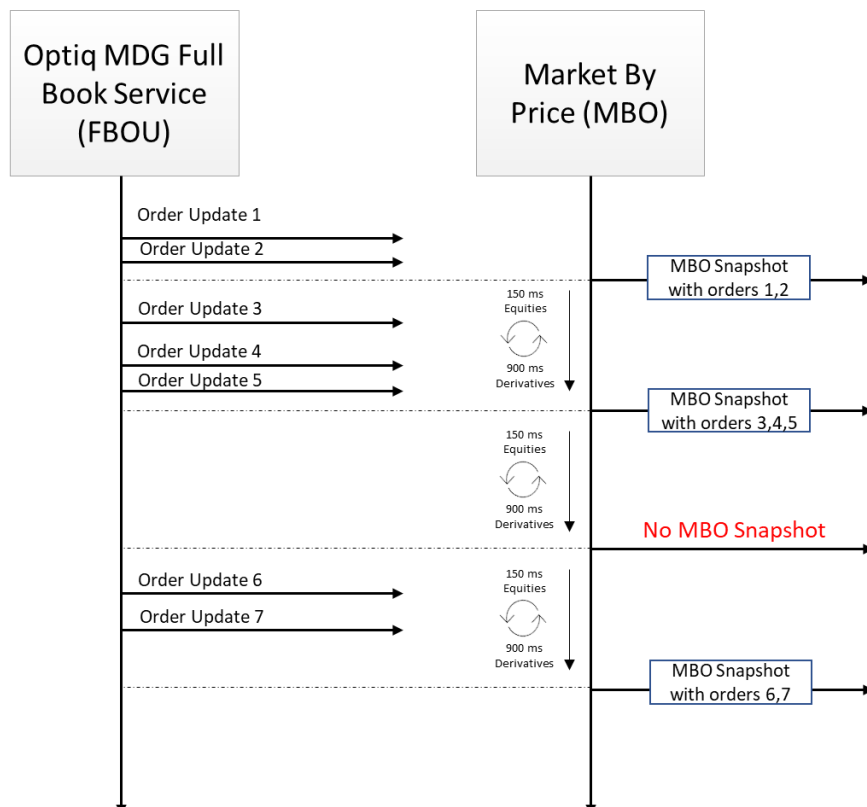 Optiq MDG Full
Book Service
(FBOU)
Market By
Price (MBO)
Order Update 1
Order Update 2
MBO Snapshot
with orders 1,2
150 ms
Equities
Order Update 3
Order Update 4
900 ms
Derivatives
Order Update 5
MBO Snapshot
with orders 3,4,5
150 ms
Equities
900 ms
Derivatives
No MBO Snapshot
150 ms
Equities
Order Update 6
Order Update 7
900 ms
Derivatives
MBO Snapshot
with orders 6,7